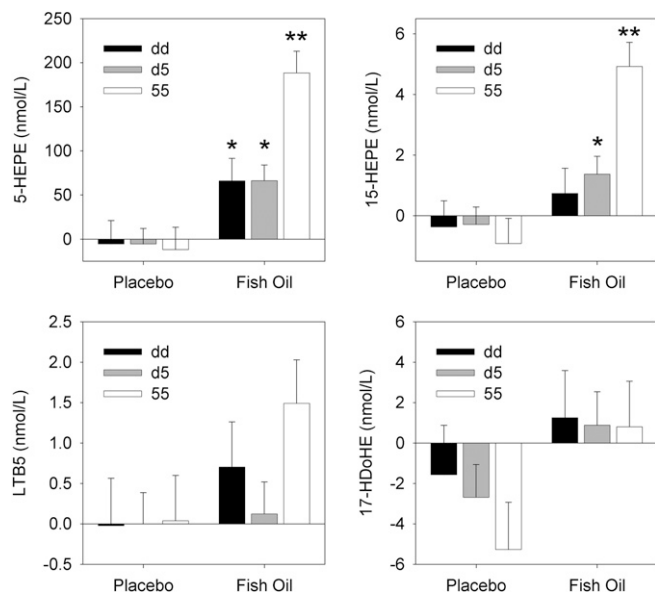 5-HEPE (nmol/L)
250
200
150
100
50
0
dd
d5
55
*
*
**
Placebo
Fish Oil
15-HEPE (nmol/L)
6
4
2
0
dd
d5
55
*
**
Placebo
Fish Oil
LTB5 (nmol/L)
2.5
2.0
1.5
1.0
0.5
0.0
-0.5
dd
d5
55
Placebo
Fish Oil
17-HDoHE (nmol/L)
6
4
2
0
-2
-4
-6
dd
d5
55
Placebo
Fish Oil